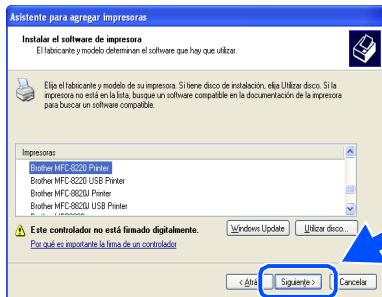 Asistente para agregar impresoras
Instalar el software de impresora
El fabricante y modelo determinan el software que hay que utilizar.
Elija el fabricante y modelo de su impresora. Si tiene disco de instalación, elija Utilizar disco. Si la
impresora no está en la lista, busque un software compatible en la documentación de la impresora
para buscar un software compatible.
Impresoras
Brother MFC-8220 Printer
Brother MFC-8220 USB Printer
Brother MFC-8820J Printer
Brother MFC-8820J USB Printer
Este controlador no está firmado digitalmente.
Por qué es importante la firma de un controlador
Windows Update
Utilizar disco...
< Atrá
Siguiente >
Cancelar